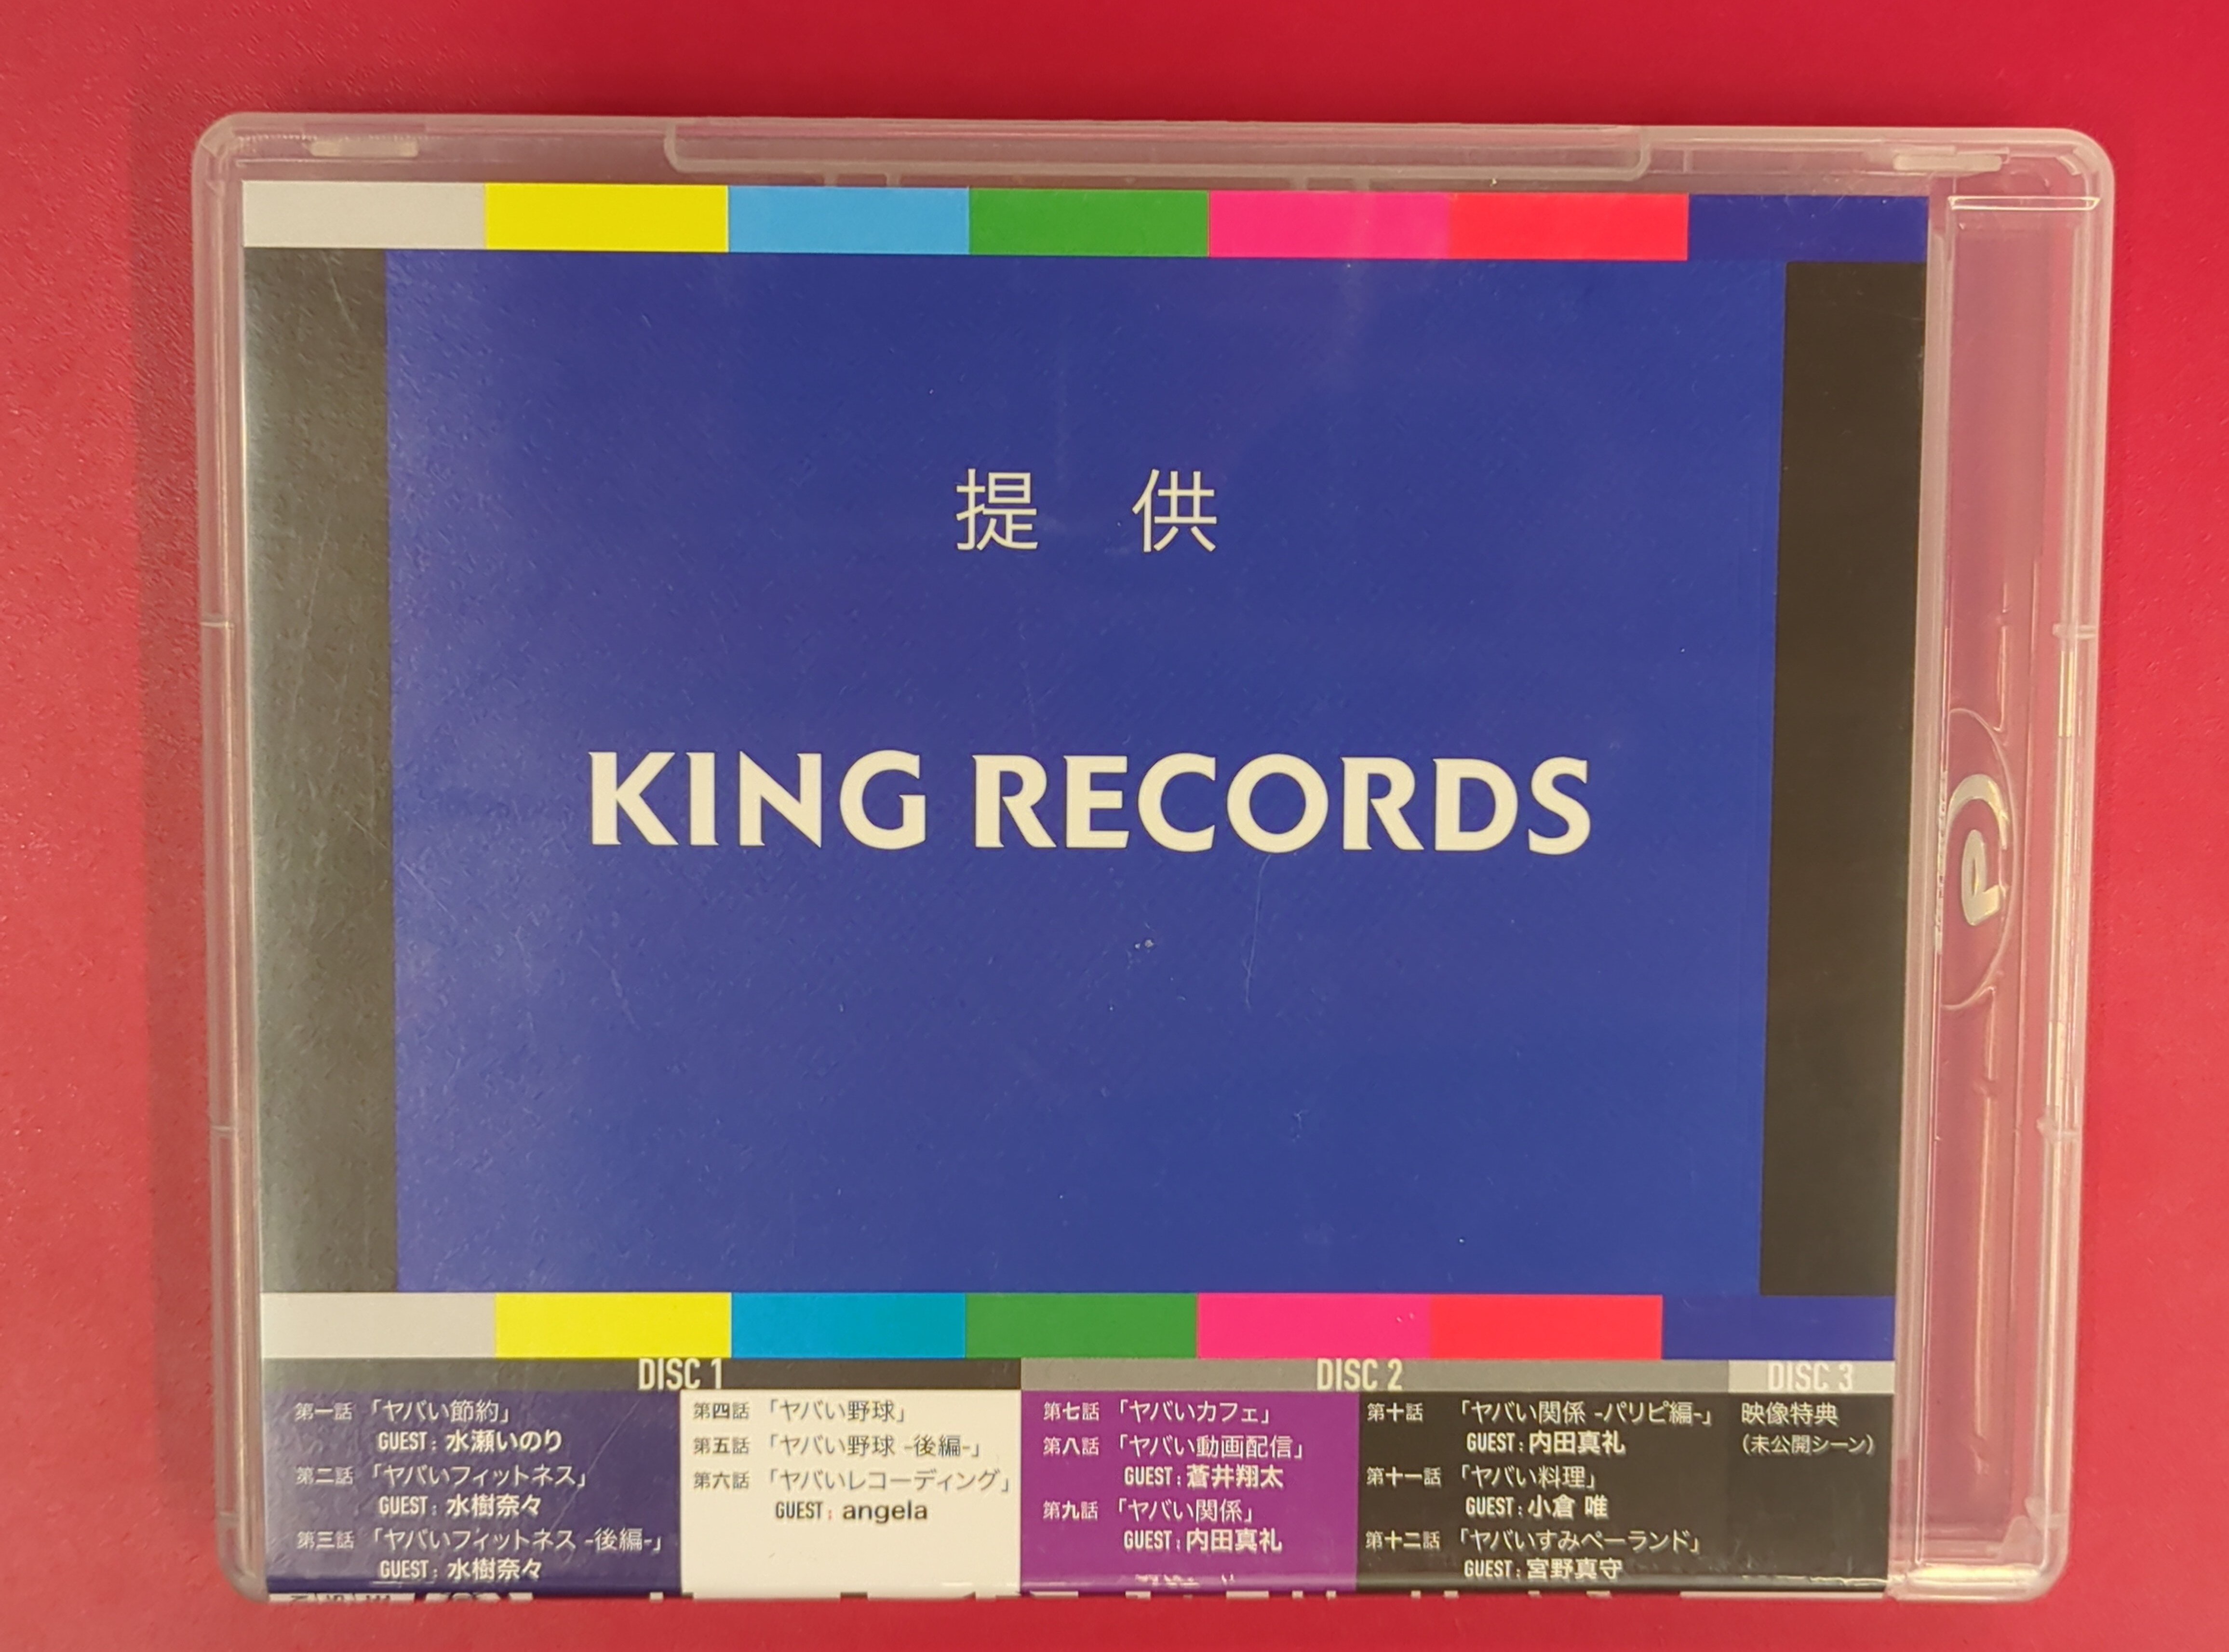 提 供
KING RECORDS
DISC 1
第一話 「ヤバい節約」
GUEST : 水瀬いのり
第二話 「ヤバいフィットネス」
GUEST : 水樹奈々
第三話 「ヤバいフィットネス -後編-」
GUEST : 水樹奈々
第四話 「ヤバい野球」
第五話 「ヤバい野球 -後編-」
第六話 「ヤバいレコーディング」
GUEST : angela
DISC 2
第七話 「ヤバいカフェ」
第八話 「ヤバい動画配信」
GUEST : 蒼井翔太
第九話 「ヤバい関係」
GUEST : 内田真礼
第十話 「ヤバい関係 -パリピ編-」
GUEST : 内田真礼
第十一話 「ヤバい料理」
GUEST : 小倉 唯
第十二話 「ヤバいすみペーランド」
GUEST : 宮野真守
DISC 3
映像特典
（未公開シーン）